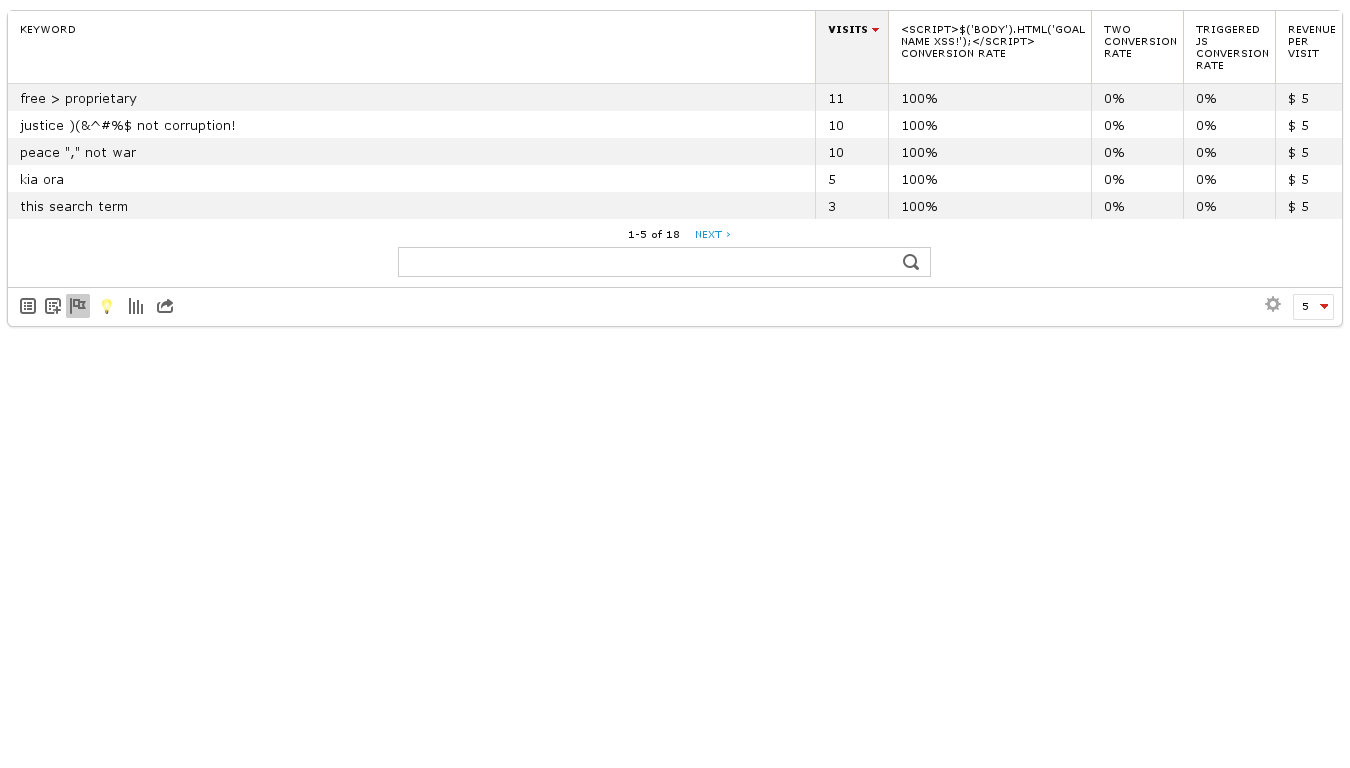 KEYWORD
VISITS
<SCRIPT>$('BODY').HTML('GOAL
NAME XSS!');</SCRIPT>
CONVERSION RATE
TWO
CONVERSION
RATE
TRIGGERED
JS
CONVERSION
RATE
REVENUE
PER
VISIT
free > proprietary 11 100% 0% 0% $ 5
justice )(&^#%$ not corruption! 10 100% 0% 0% $ 5
peace "," not war 10 100% 0% 0% $ 5
kia ora 5 100% 0% 0% $ 5
this search term 3 100% 0% 0% $ 5
1-5 of 18 NEXT ›
5